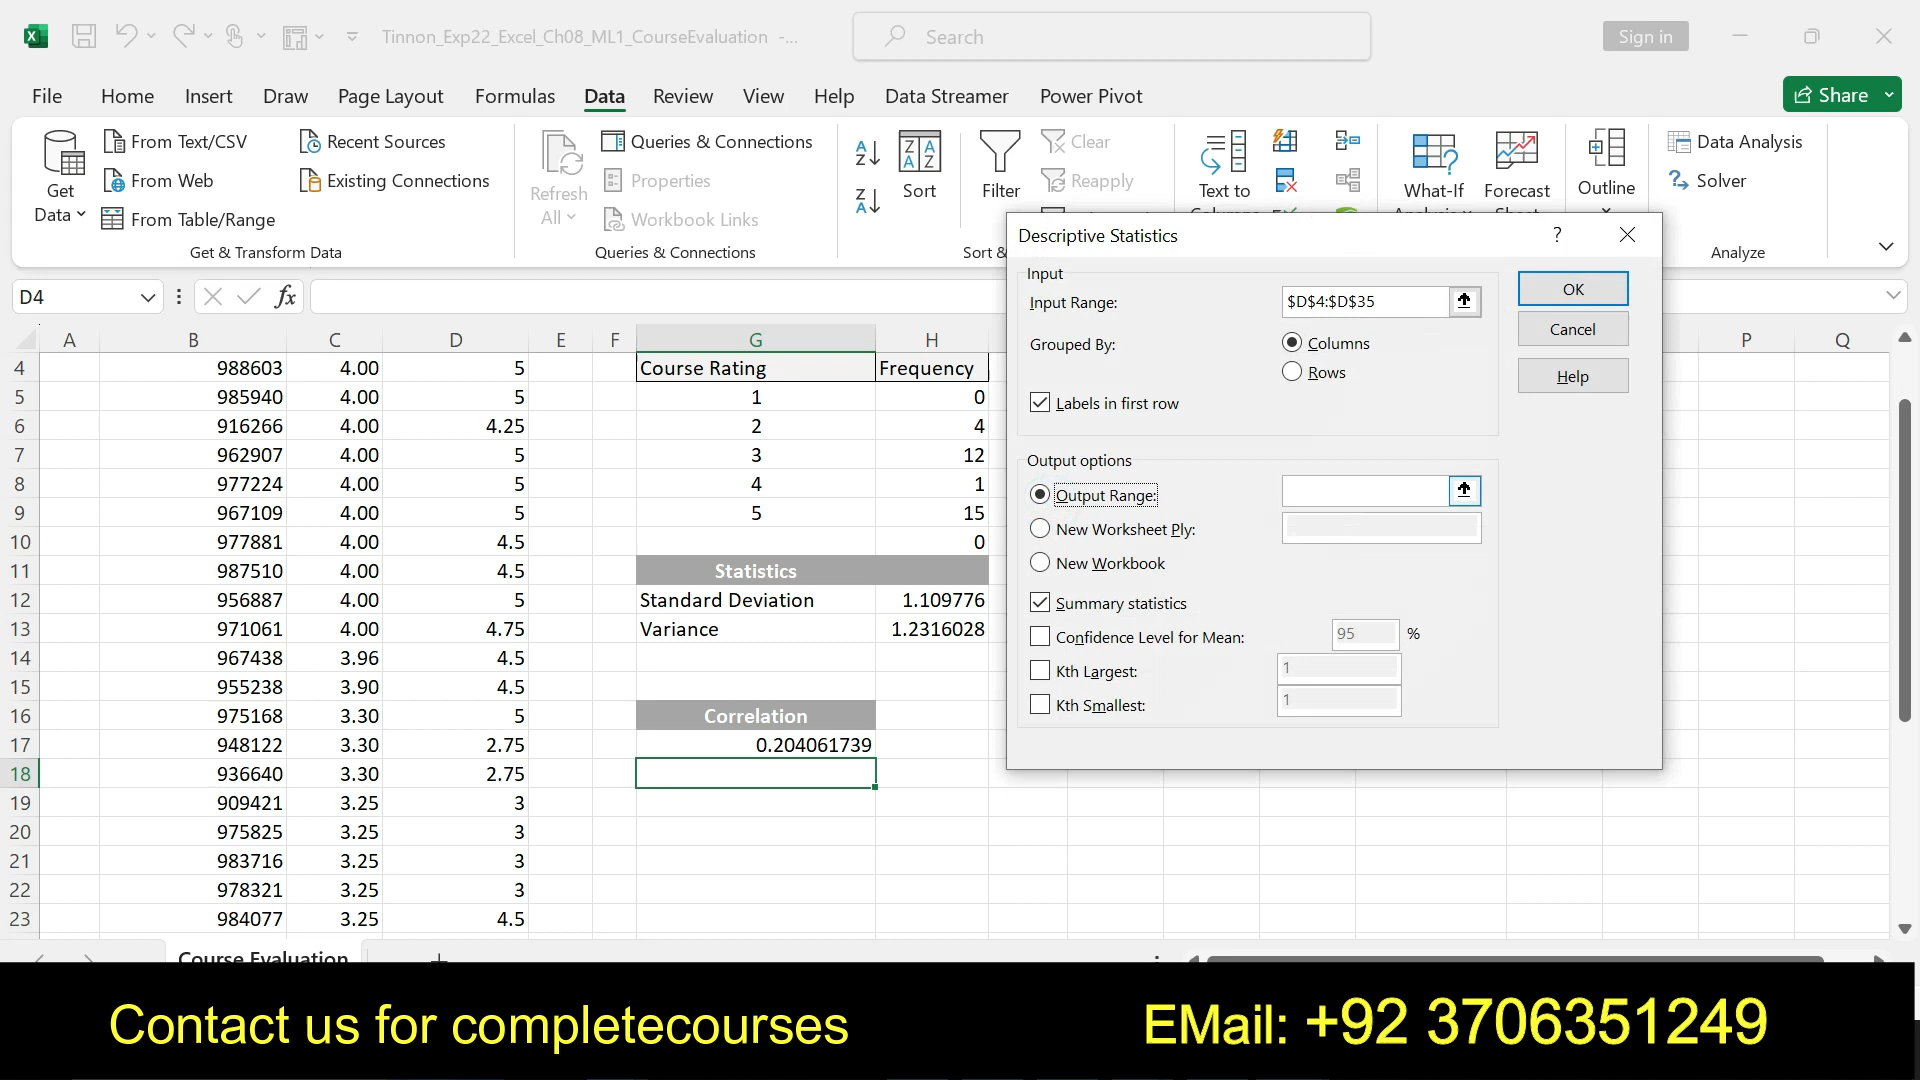 Tinnon_Exp22_Excel_Ch08_ML1_CourseEvaluation -...
Search
Sign in
File Home Insert Draw Page Layout Formulas Data Review View Help Data Streamer Power Pivot
Share
Get Data
From Text/CSV
From Web
From Table/Range
Recent Sources
Existing Connections
Get & Transform Data
Refresh All
Queries & Connections
Properties
Workbook Links
Queries & Connections
Sort
Filter
Clear
Reapply
Sort &
Text to
What-If
Forecast
Outline
Data Analysis
Solver
Analyze
D4
fx
Descriptive Statistics ?
Input
Input Range: $D$4:$D$35
Grouped By: Columns
Rows
Labels in first row
OK
Cancel
Help
Output options
Output Range:
New Worksheet Ply:
New Workbook
Summary statistics
Confidence Level for Mean: 95 %
Kth Largest: 1
Kth Smallest: 1
A B C D E F G H P Q
4 988603 4.00 5 Course Rating Frequency
5 985940 4.00 5 1 0
6 916266 4.00 4.25 2 4
7 962907 4.00 5 3 12
8 977224 4.00 5 4 1
9 967109 4.00 5 5 15
10 977881 4.00 4.5 0
11 987510 4.00 4.5 Statistics
12 956887 4.00 5 Standard Deviation 1.109776
13 971061 4.00 4.75 Variance 1.2316028
14 967438 3.96 4.5
15 955238 3.90 4.5
16 975168 3.30 5 Correlation
17 948122 3.30 2.75 0.204061739
18 936640 3.30 2.75
19 909421 3.25 3
20 975825 3.25 3
21 983716 3.25 3
22 978321 3.25 3
23 984077 3.25 4.5
Course Evaluation
Contact us for completecourses EMail: +92 3706351249